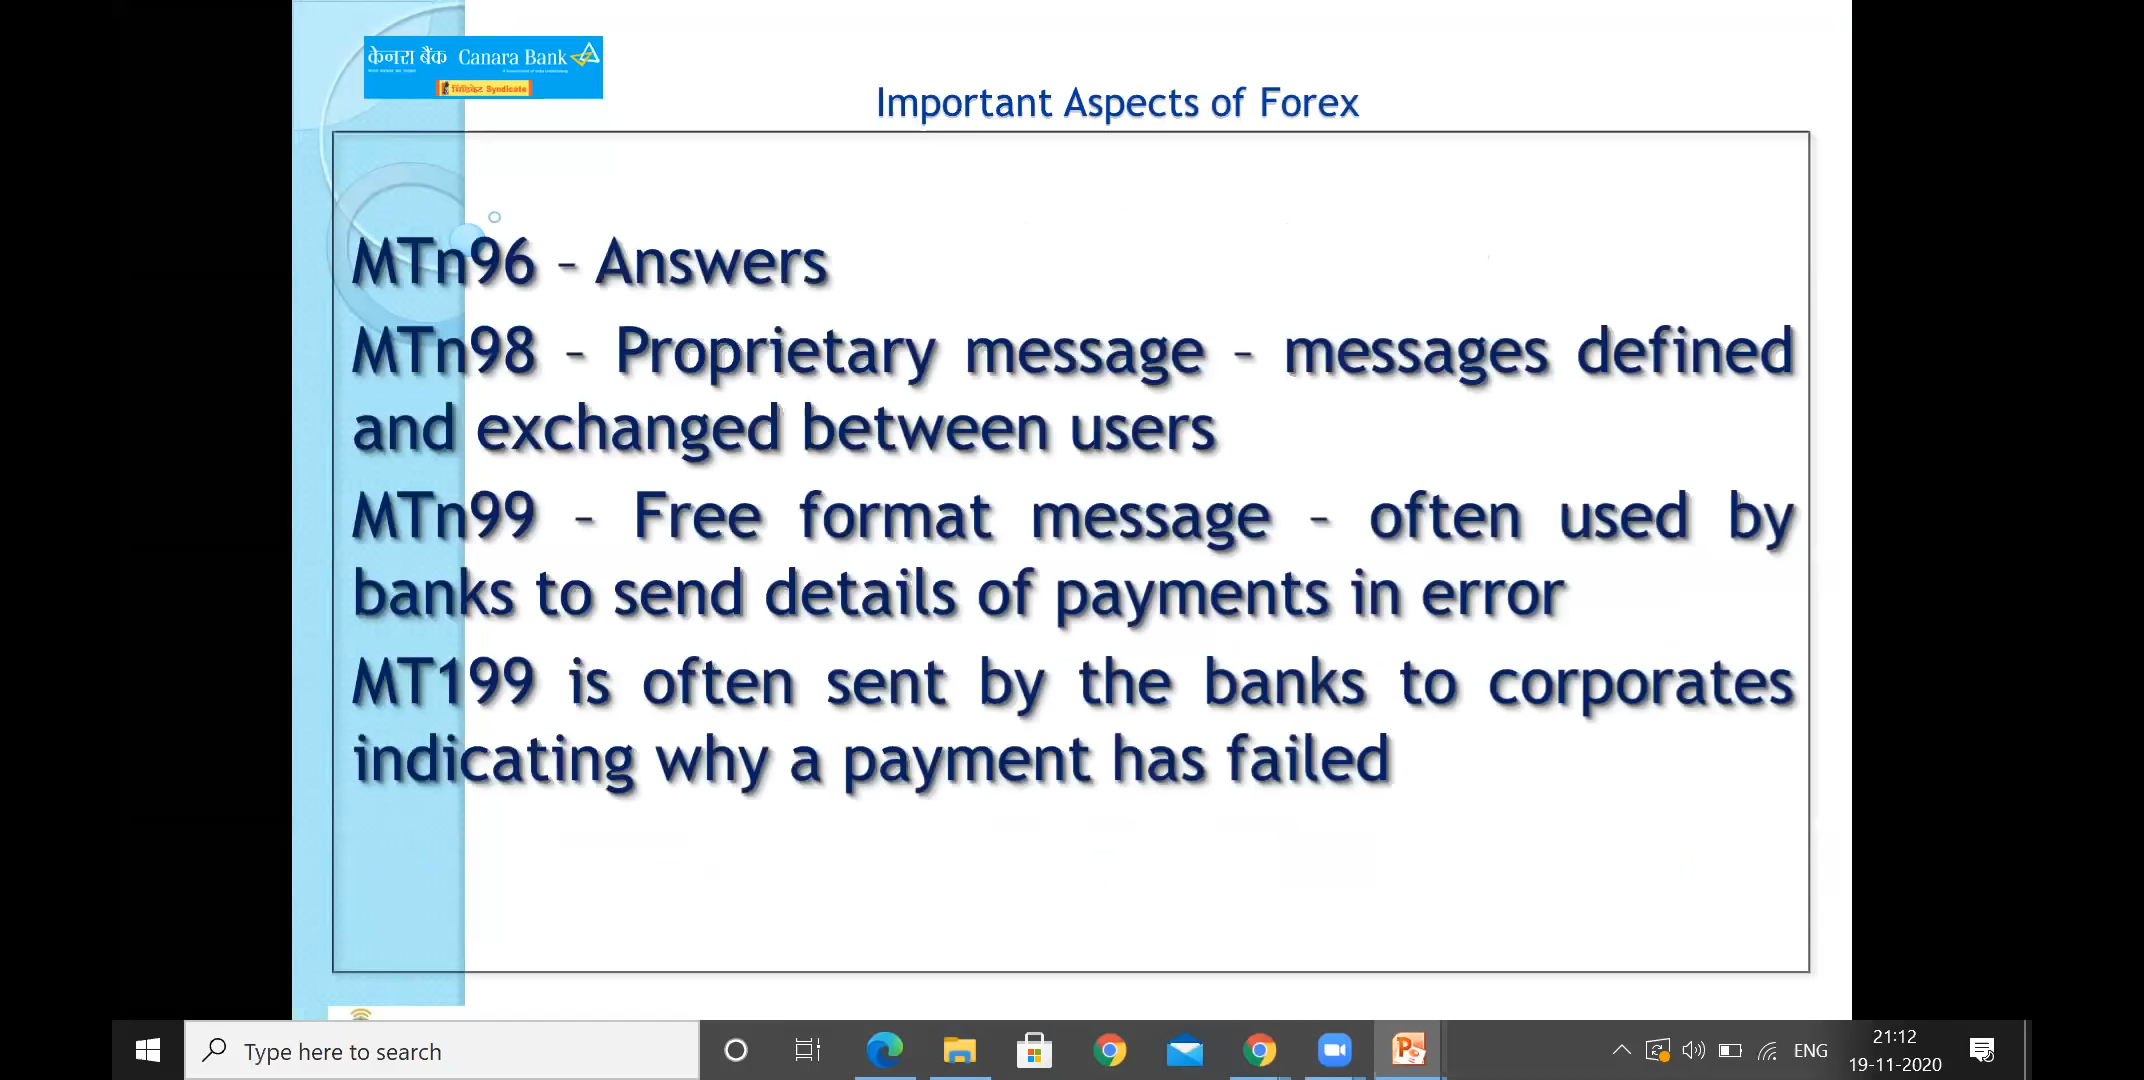 केनरा बैंक Canara Bank
सिंडिकेट Syndicate
Important Aspects of Forex
MTn96 – Answers
MTn98 – Proprietary message – messages defined
and exchanged between users
MTn99 – Free format message – often used by
banks to send details of payments in error
MT199 is often sent by the banks to corporates
indicating why a payment has failed
Type here to search
ENG
21:12
19-11-2020